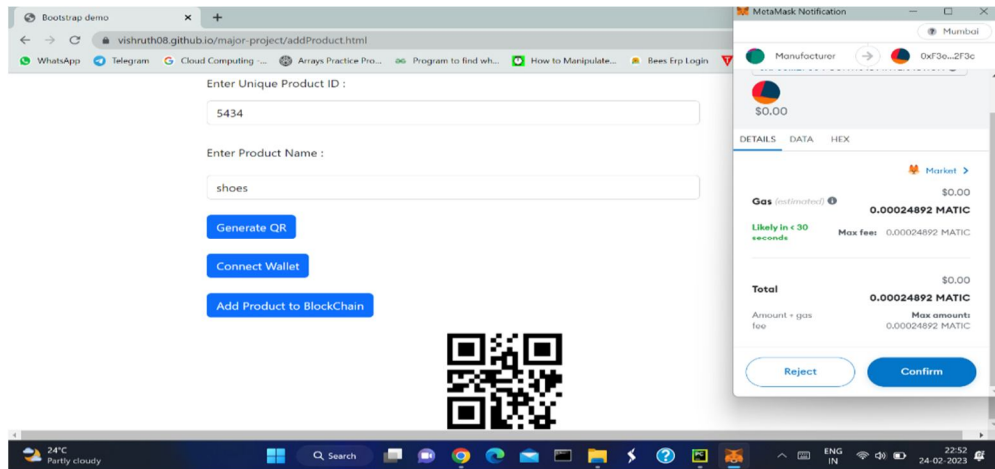 Bootstrap demo
vishruth08.github.io/major-project/addProduct.html
WhatsApp Telegram Cloud Computing -... Arrays Practice Pro... Program to find wh... How to Manipulate... Bees Erp Login
Enter Unique Product ID :
5434
Enter Product Name :
shoes
Generate QR
Connect Wallet
Add Product to BlockChain
MetaMask Notification
Mumbai
Manufacturer 0xF3e...2F3c
$0.00
DETAILS DATA HEX
Market >
$0.00
Gas (estimated) 0.00024892 MATIC
Likely in < 30 seconds Max fee: 0.00024892 MATIC
$0.00
Total 0.00024892 MATIC
Amount + gas fee Max amount: 0.00024892 MATIC
Reject Confirm
24°C
Partly cloudy
Search
ENG
IN
22:52
24-02-2023